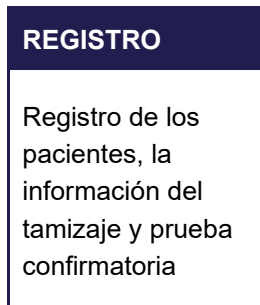 REGISTRO
Registro de los
pacientes, la
información del
tamizaje y prueba
confirmatoria